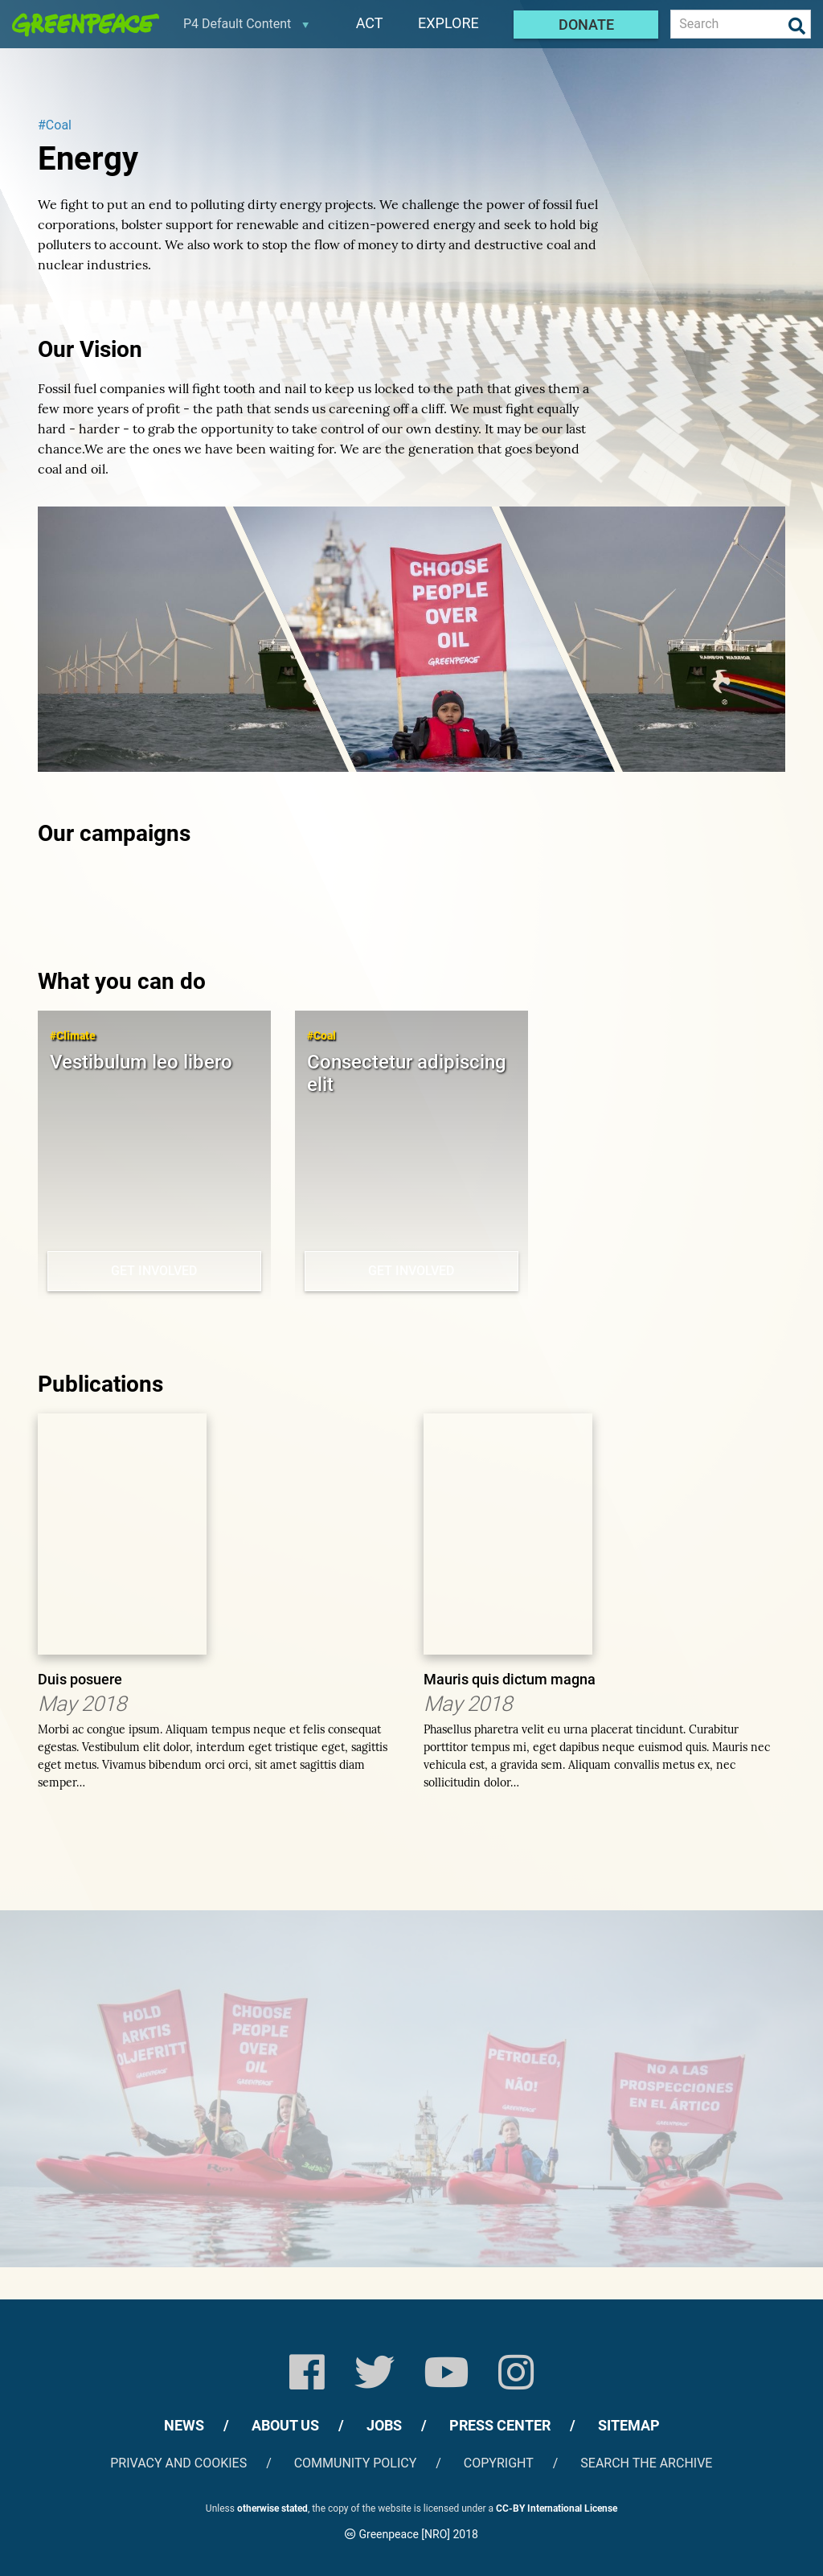 GREENPEACE
P4 Default Content
ACT
EXPLORE
DONATE
Search
#Coal
Energy
We fight to put an end to polluting dirty energy projects. We challenge the power of fossil fuel
corporations, bolster support for renewable and citizen-powered energy and seek to hold big
polluters to account. We also work to stop the flow of money to dirty and destructive coal and
nuclear industries.
Our Vision
Fossil fuel companies will fight tooth and nail to keep us locked to the path that gives them a
few more years of profit - the path that sends us careening off a cliff. We must fight equally
hard - harder - to grab the opportunity to take control of our own destiny. It may be our last
chance.We are the ones we have been waiting for. We are the generation that goes beyond
coal and oil.
CHOOSE
PEOPLE
OVER
OIL
GREENPEACE
RAINBOW WARRIOR
Our campaigns
What you can do
#Climate
Vestibulum leo libero
GET INVOLVED
#Coal
Consectetur adipiscing
elit
GET INVOLVED
Publications
Duis posuere
May 2018
Morbi ac congue ipsum. Aliquam tempus neque et felis consequat
egestas. Vestibulum elit dolor, interdum eget tristique eget, sagittis
eget metus. Vivamus bibendum orci orci, sit amet sagittis diam
semper...
Mauris quis dictum magna
May 2018
Phasellus pharetra velit eu urna placerat tincidunt. Curabitur
porttitor tempus mi, eget dapibus neque euismod quis. Mauris nec
vehicula est, a gravida sem. Aliquam convallis metus ex, nec
sollicitudin dolor...
HOLD
ARKTIS
OLJEFRITT
CHOOSE
PEOPLE
OVER
OIL
PETROLEO,
NÃO!
NO A LAS
PROSPECCIONES
EN EL ÁRTICO
NEWS / ABOUT US / JOBS / PRESS CENTER / SITEMAP
PRIVACY AND COOKIES / COMMUNITY POLICY / COPYRIGHT / SEARCH THE ARCHIVE
Unless otherwise stated, the copy of the website is licensed under a CC-BY International License
Greenpeace [NRO] 2018